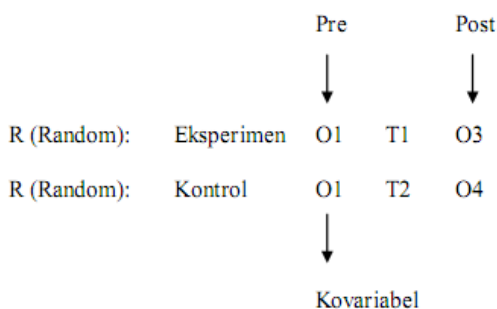 Pre Post
R (Random): Eksperimen O1 T1 O3
R (Random): Kontrol O1 T2 O4
Kovariabel